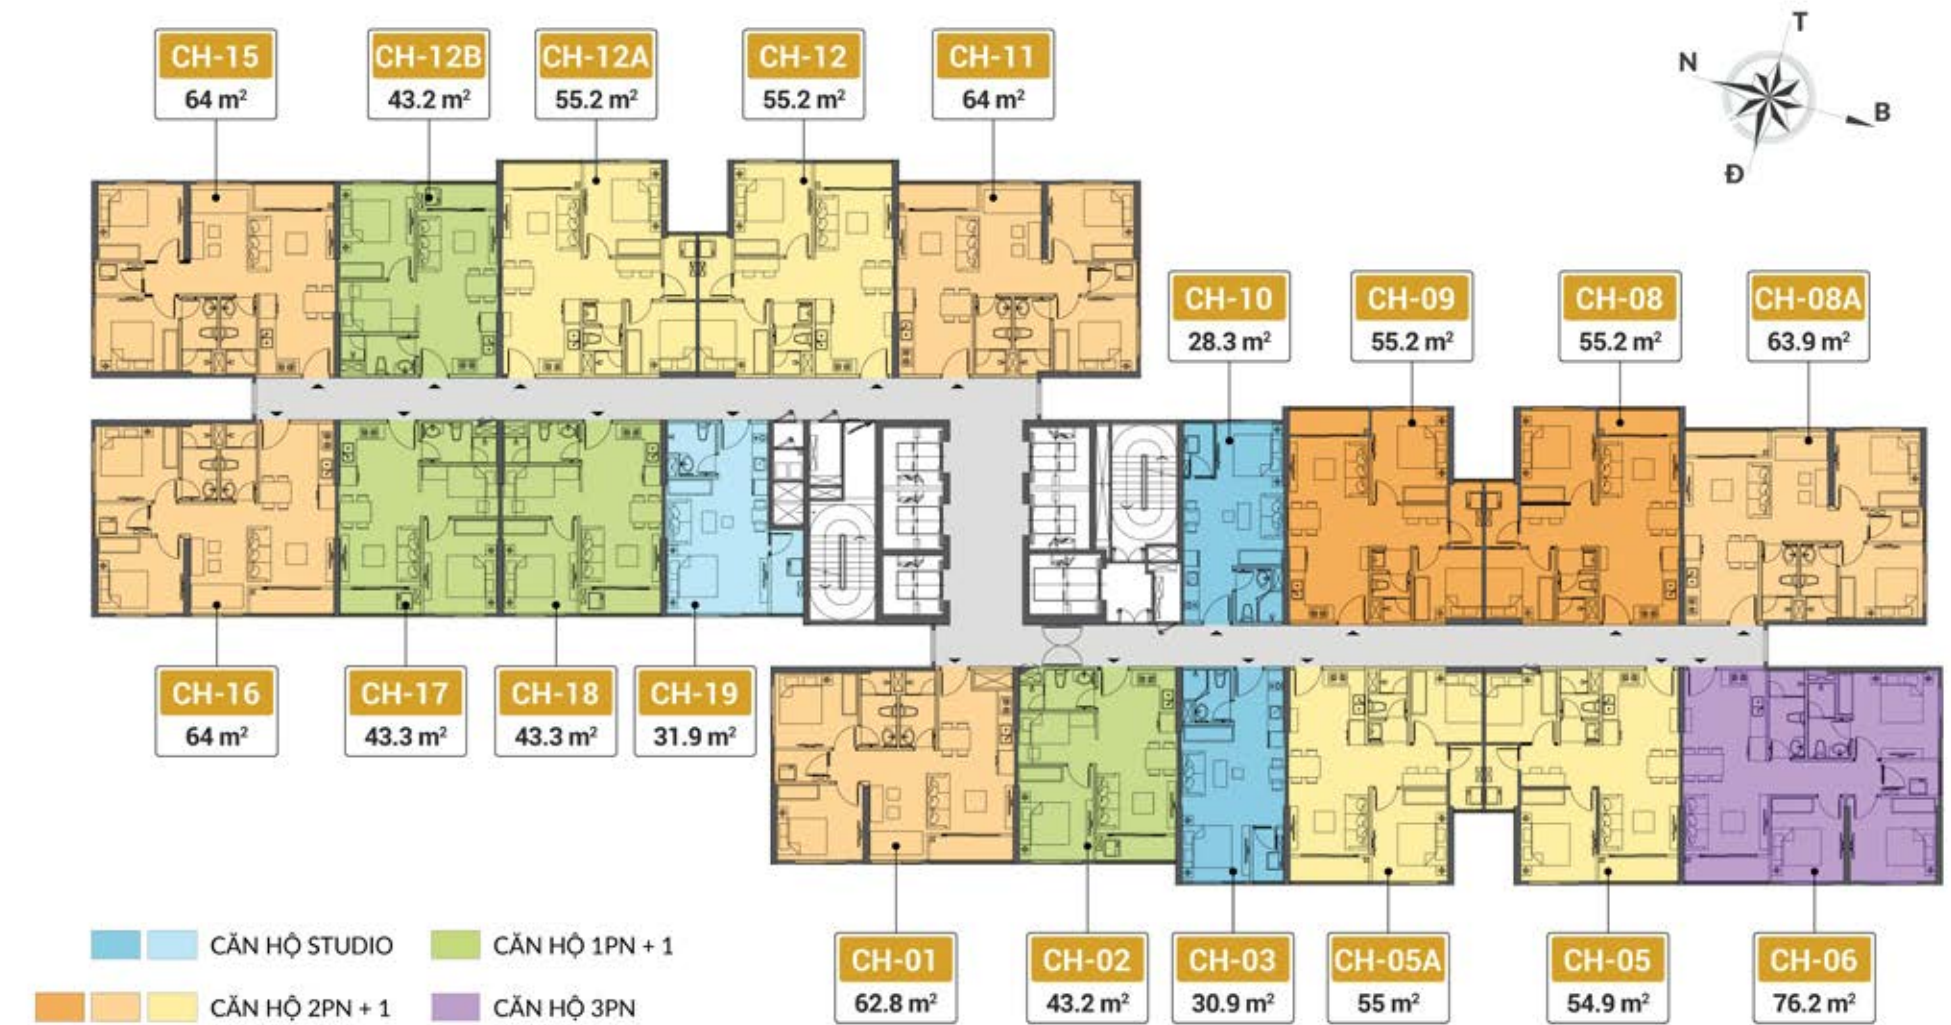 CH-15
64 m²
CH-12B
43.2 m²
CH-12A
55.2 m²
CH-12
55.2 m²
CH-11
64 m²
T
N
B
Đ
CH-10
28.3 m²
CH-09
55.2 m²
CH-08
55.2 m²
CH-08A
63.9 m²
CH-16
64 m²
CH-17
43.3 m²
CH-18
43.3 m²
CH-19
31.9 m²
CH-01
62.8 m²
CH-02
43.2 m²
CH-03
30.9 m²
CH-05A
55 m²
CH-05
54.9 m²
CH-06
76.2 m²
CĂN HỘ STUDIO
CĂN HỘ 1PN + 1
CĂN HỘ 2PN + 1
CĂN HỘ 3PN